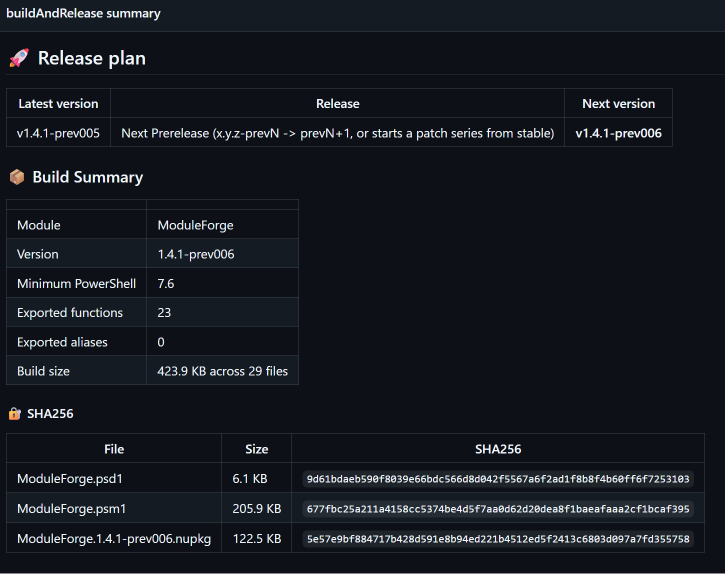 buildAndRelease summary
🚀 Release plan
Latest version Release Next version
v1.4.1-prev005 Next Prerelease (x.y.z-prevN -> prevN+1, or starts a patch series from stable) v1.4.1-prev006
📦 Build Summary
Module ModuleForge
Version 1.4.1-prev006
Minimum PowerShell 7.6
Exported functions 23
Exported aliases 0
Build size 423.9 KB across 29 files
🔐 SHA256
File Size SHA256
ModuleForge.psd1 6.1 KB 9d61bdaeb590f8039e66bdc566d8d042f5567a6f2ad1f8b8f4b60ff6f7253103
ModuleForge.psm1 205.9 KB 677fbc25a211a4158cc5374be4d5f7aa0d62d20dea8f1baeafaaa2cf1bcaf395
ModuleForge.1.4.1-prev006.nupkg 122.5 KB 5e57e9bf884717b428d591e8b94ed221b4512ed5f2413c6803d097a7fd355758